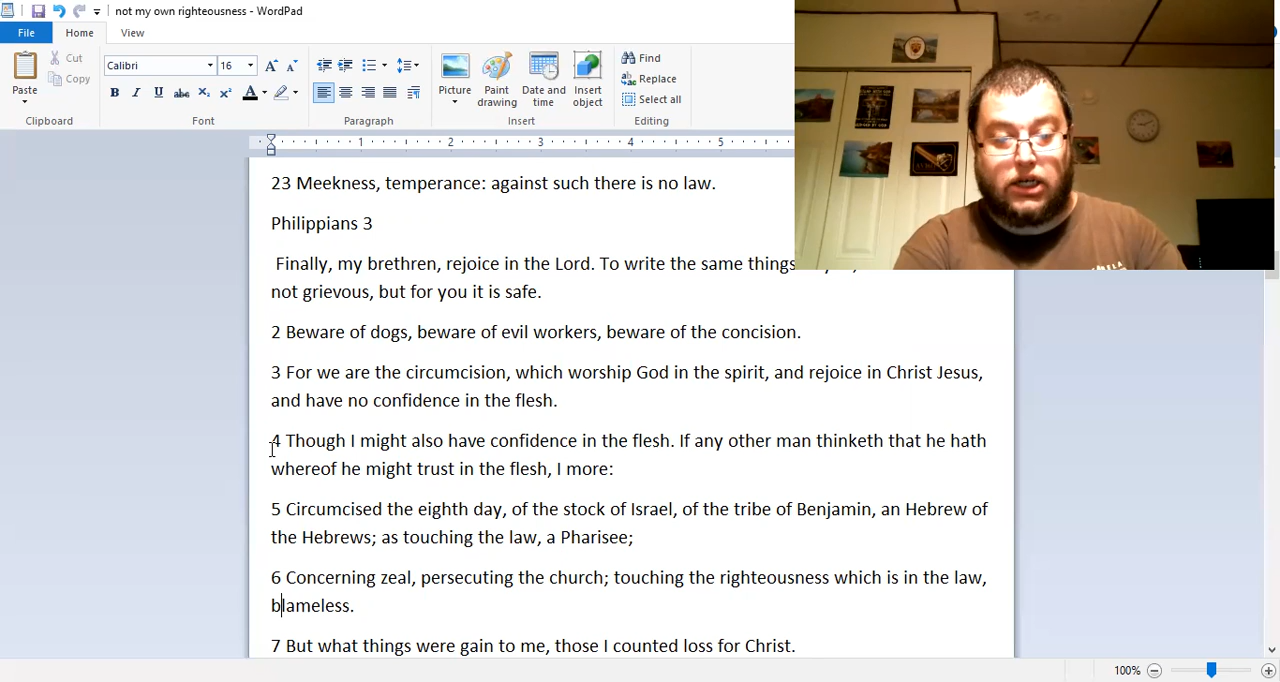 not my own righteousness - WordPad
File Home View
Cut
Copy
Paste
Calibri 16
Picture
Paint drawing
Date and time
Insert object
Find
Replace
Select all
Clipboard Font Paragraph Insert Editing
1 2 3 4 5
23 Meekness, temperance: against such there is no law.
Philippians 3
Finally, my brethren, rejoice in the Lord. To write the same things
not grievous, but for you it is safe.
2 Beware of dogs, beware of evil workers, beware of the concision.
3 For we are the circumcision, which worship God in the spirit, and rejoice in Christ Jesus,
and have no confidence in the flesh.
4 Though I might also have confidence in the flesh. If any other man thinketh that he hath
whereof he might trust in the flesh, I more:
5 Circumcised the eighth day, of the stock of Israel, of the tribe of Benjamin, an Hebrew of
the Hebrews; as touching the law, a Pharisee;
6 Concerning zeal, persecuting the church; touching the righteousness which is in the law,
blameless.
7 But what things were gain to me, those I counted loss for Christ.
100%